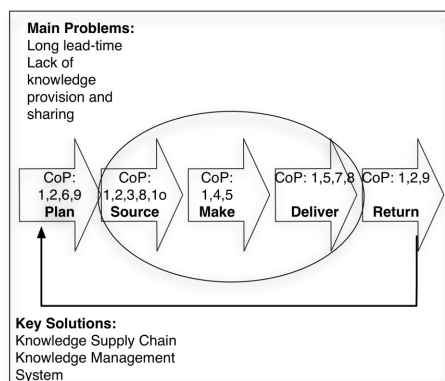 Main Problems:
Long lead-time
Lack of
knowledge
provision and
sharing
CoP:
1,2,6,9
Plan
CoP:
1,2,3,8,1o
Source
CoP:
1,4,5
Make
CoP: 1,5,7,8
Deliver
CoP: 1,2,9
Return
Key Solutions:
Knowledge Supply Chain
Knowledge Management
System